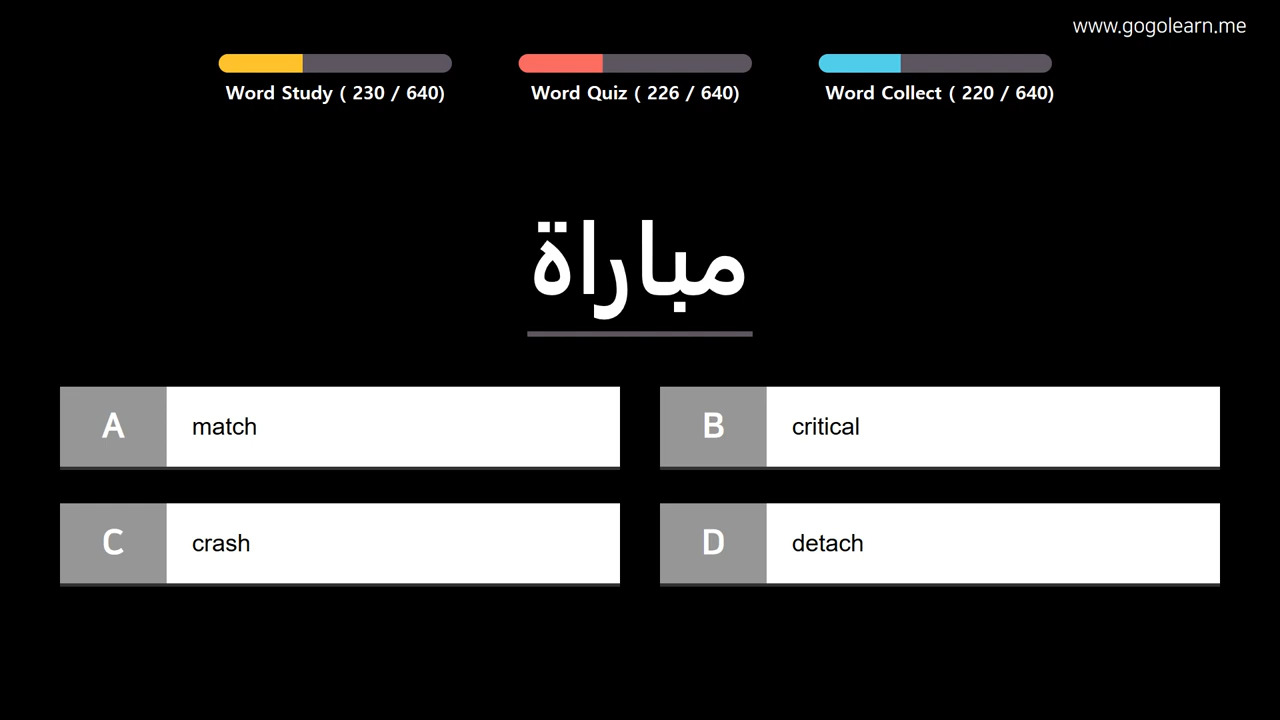 www.gogolearn.me
Word Study ( 230 / 640)
Word Quiz ( 226 / 640)
Word Collect ( 220 / 640)
مباراة
A match
B critical
C crash
D detach